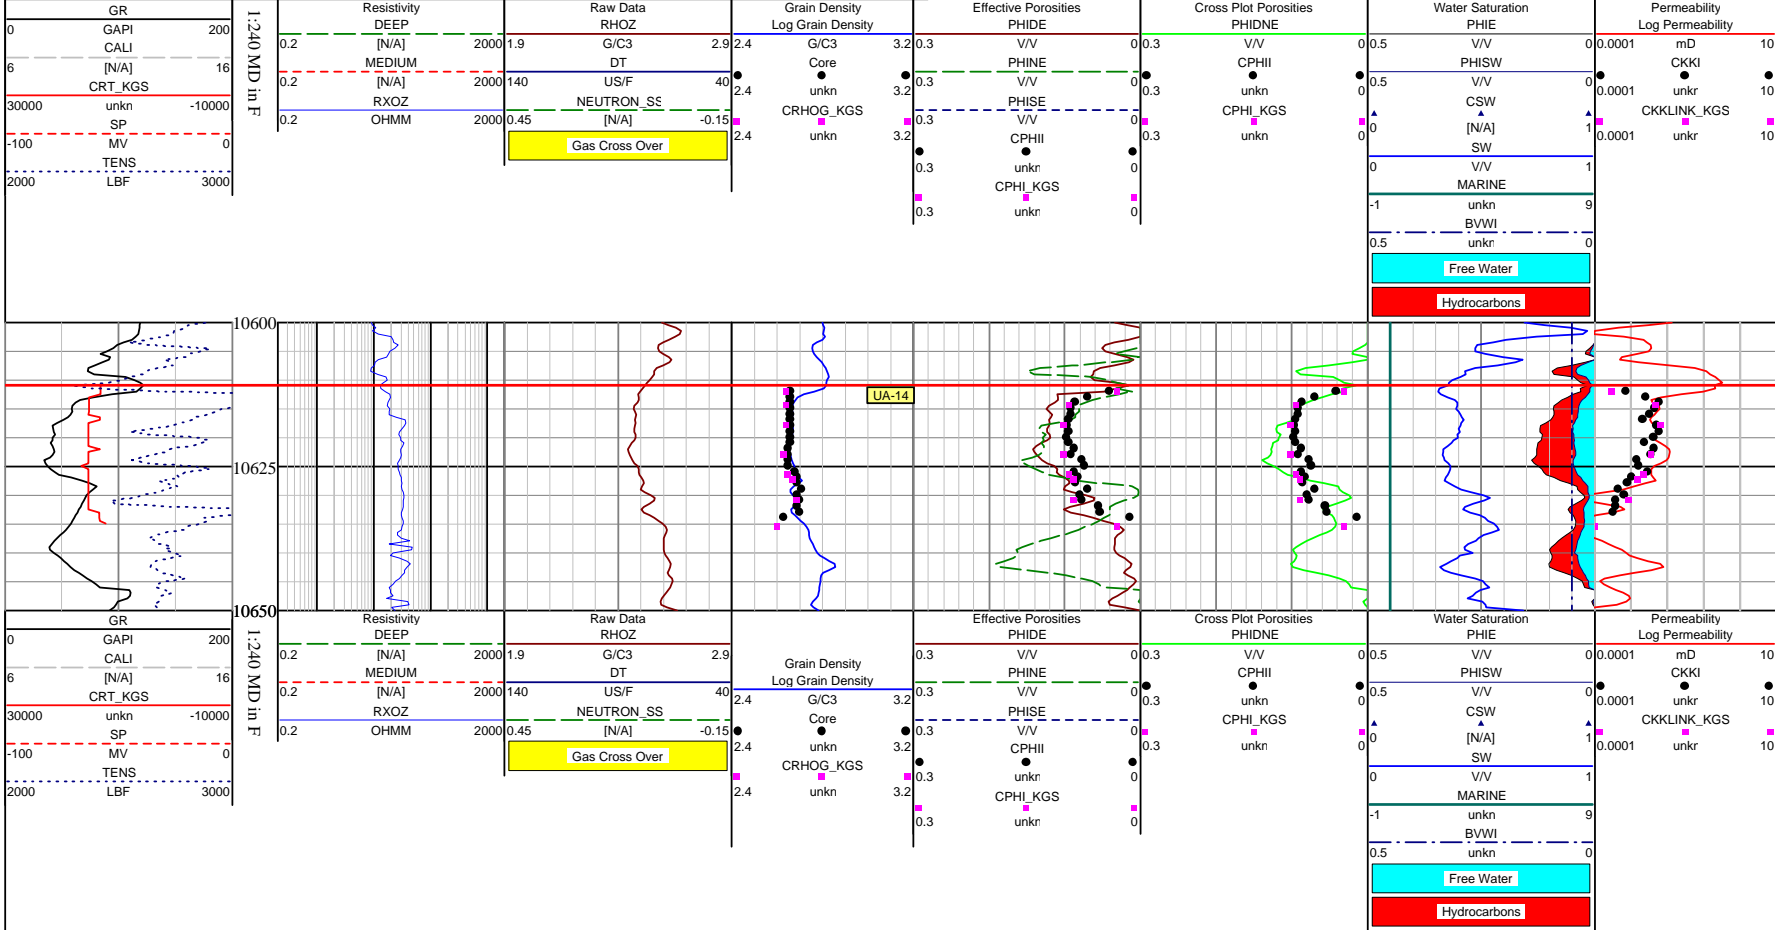 GR
0 GAPI 200
CALI
6 [N/A] 16
CRT_KGS
30000 unkn -10000
SP
-100 MV 0
TENS
2000 LBF 3000
1:240 MD in F
Resistivity
DEEP
0.2 [N/A] 2000
MEDIUM
0.2 [N/A] 2000
RXOZ
0.2 OHMM 2000
Raw Data
RHOZ
1.9 G/C3 2.9
DT
140 US/F 40
NEUTRON_SS
0.45 [N/A] -0.15
Gas Cross Over
Grain Density
Log Grain Density
2.4 G/C3 3.2
Core
2.4 unkn 3.2
CRHOG_KGS
2.4 unkn 3.2
Effective Porosities
PHIDE
0.3 V/V 0
PHINE
0.3 V/V 0
PHISE
0.3 V/V 0
CPHII
0.3 unkn 0
CPHI_KGS
0.3 unkn 0
Cross Plot Porosities
PHIDNE
0.3 V/V 0
CPHII
0.3 unkn 0
CPHI_KGS
0.3 unkn 0
Water Saturation
PHIE
0.5 V/V 0
PHISW
0.5 V/V 0
CSW
0 [N/A] 1
SW
0 V/V 1
MARINE
-1 unkn 9
BVWI
0.5 unkn 0
Free Water
Hydrocarbons
Permeability
Log Permeability
0.0001 mD 10
CKKI
0.0001 unkn 10
CKKLINK_KGS
0.0001 unkn 10
10600
UA-14
10625
10650
GR
0 GAPI 200
CALI
6 [N/A] 16
CRT_KGS
30000 unkn -10000
SP
-100 MV 0
TENS
2000 LBF 3000
1:240 MD in F
Resistivity
DEEP
0.2 [N/A] 2000
MEDIUM
0.2 [N/A] 2000
RXOZ
0.2 OHMM 2000
Raw Data
RHOZ
1.9 G/C3 2.9
DT
140 US/F 40
NEUTRON_SS
0.45 [N/A] -0.15
Gas Cross Over
Grain Density
Log Grain Density
2.4 G/C3 3.2
Core
2.4 unkn 3.2
CRHOG_KGS
2.4 unkn 3.2
Effective Porosities
PHIDE
0.3 V/V 0
PHINE
0.3 V/V 0
PHISE
0.3 V/V 0
CPHII
0.3 unkn 0
CPHI_KGS
0.3 unkn 0
Cross Plot Porosities
PHIDNE
0.3 V/V 0
CPHII
0.3 unkn 0
CPHI_KGS
0.3 unkn 0
Water Saturation
PHIE
0.5 V/V 0
PHISW
0.5 V/V 0
CSW
0 [N/A] 1
SW
0 V/V 1
MARINE
-1 unkn 9
BVWI
0.5 unkn 0
Free Water
Hydrocarbons
Permeability
Log Permeability
0.0001 mD 10
CKKI
0.0001 unkn 10
CKKLINK_KGS
0.0001 unkn 10